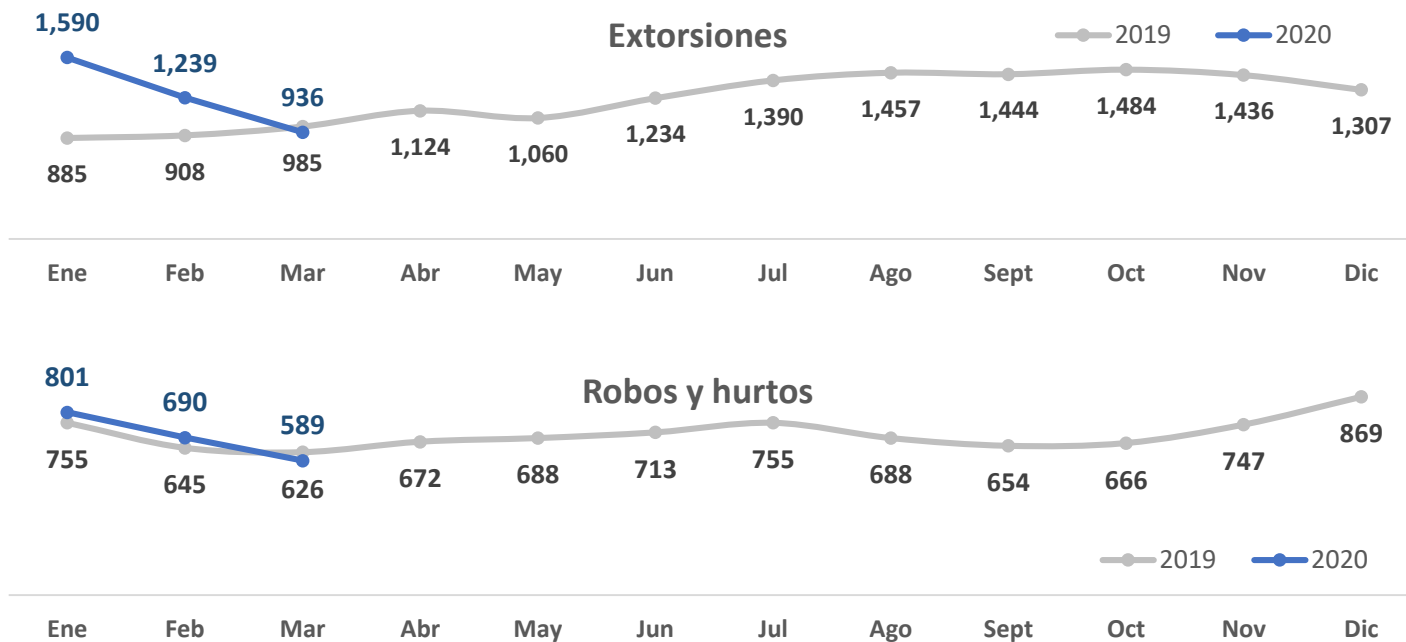 1,590
Extorsiones
2019 2020
1,239
936
885 908 985 1,124 1,060 1,234 1,390 1,457 1,444 1,484 1,436 1,307
Ene Feb Mar Abr May Jun Jul Ago Sept Oct Nov Dic
801
690
589
Robos y hurtos
755 645 626 672 688 713 755 688 654 666 747 869
2019 2020
Ene Feb Mar Abr May Jun Jul Ago Sept Oct Nov Dic